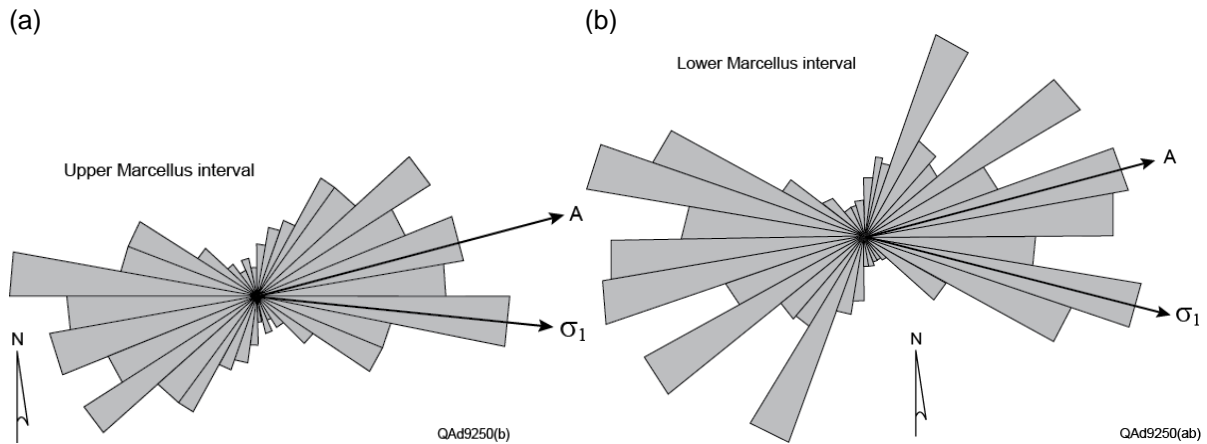 (a)
Upper Marcellus interval
A
σ1
N
QAd9250(b)
(b)
Lower Marcellus interval
A
σ1
N
QAd9250(ab)